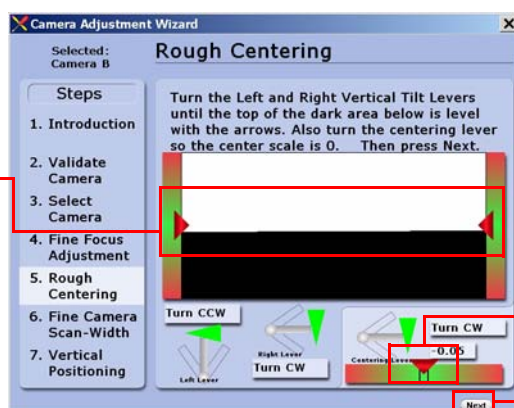 Camera Adjustment Wizard
Selected:
Camera B
Rough Centering
Steps
1. Introduction
2. Validate
Camera
3. Select
Camera
4. Fine Focus
Adjustment
5. Rough
Centering
6. Fine Camera
Scan-Width
7. Vertical
Positioning
Turn the Left and Right Vertical Tilt Levers
until the top of the dark area below is level
with the arrows. Also turn the centering lever
so the center scale is 0. Then press Next.
Turn CCW
Left Lever
Right Lever
Turn CW
Centering Lever
Turn CW
-0.05
Next